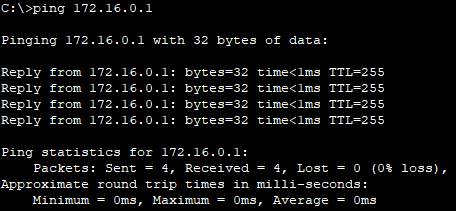 C:\>ping 172.16.0.1
Pinging 172.16.0.1 with 32 bytes of data:
Reply from 172.16.0.1: bytes=32 time<1ms TTL=255
Reply from 172.16.0.1: bytes=32 time<1ms TTL=255
Reply from 172.16.0.1: bytes=32 time<1ms TTL=255
Reply from 172.16.0.1: bytes=32 time<1ms TTL=255
Ping statistics for 172.16.0.1:
Packets: Sent = 4, Received = 4, Lost = 0 (0% loss),
Approximate round trip times in milli-seconds:
Minimum = 0ms, Maximum = 0ms, Average = 0ms